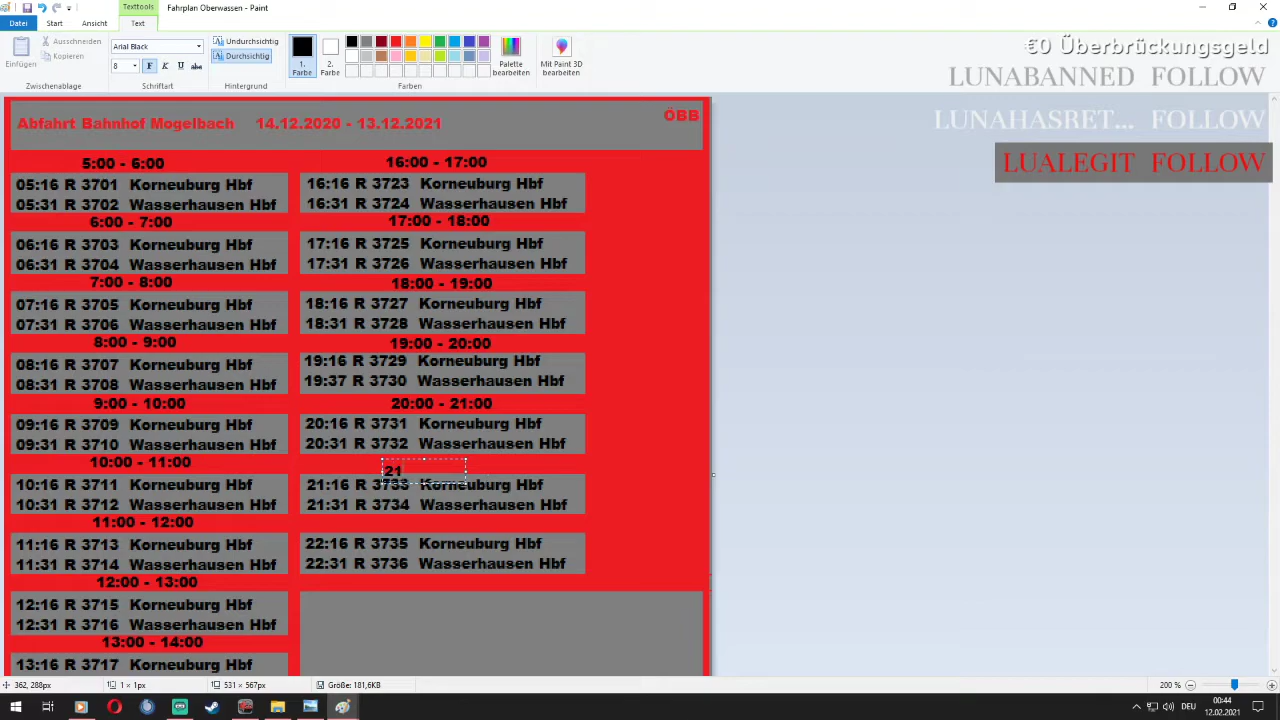 Texttools
Fahrplan Oberwassen - Paint
Datei Start Ansicht Text
Einfügen
Ausschneiden
Kopieren
Zwischenablage
Arial Black
8
F K U abc
Schriftart
Undurchsichtig
Durchsichtig
Hintergrund
1. Farbe
2. Farbe
Palette bearbeiten
Mit Paint 3D bearbeiten
Farben
€0 Überbrückungsgeld
LUNABANNED FOLLOW
LUNAHASRET... FOLLOW
LUALEGIT FOLLOW
Abfahrt Bahnhof Mogelbach 14.12.2020 - 13.12.2021
ÖBB
5:00 - 6:00
05:16 R 3701 Korneuburg Hbf
05:31 R 3702 Wasserhausen Hbf
6:00 - 7:00
06:16 R 3703 Korneuburg Hbf
06:31 R 3704 Wasserhausen Hbf
7:00 - 8:00
07:16 R 3705 Korneuburg Hbf
07:31 R 3706 Wasserhausen Hbf
8:00 - 9:00
08:16 R 3707 Korneuburg Hbf
08:31 R 3708 Wasserhausen Hbf
9:00 - 10:00
09:16 R 3709 Korneuburg Hbf
09:31 R 3710 Wasserhausen Hbf
10:00 - 11:00
10:16 R 3711 Korneuburg Hbf
10:31 R 3712 Wasserhausen Hbf
11:00 - 12:00
11:16 R 3713 Korneuburg Hbf
11:31 R 3714 Wasserhausen Hbf
12:00 - 13:00
12:16 R 3715 Korneuburg Hbf
12:31 R 3716 Wasserhausen Hbf
13:00 - 14:00
13:16 R 3717 Korneuburg Hbf
16:00 - 17:00
16:16 R 3723 Korneuburg Hbf
16:31 R 3724 Wasserhausen Hbf
17:00 - 18:00
17:16 R 3725 Korneuburg Hbf
17:31 R 3726 Wasserhausen Hbf
18:00 - 19:00
18:16 R 3727 Korneuburg Hbf
18:31 R 3728 Wasserhausen Hbf
19:00 - 20:00
19:16 R 3729 Korneuburg Hbf
19:37 R 3730 Wasserhausen Hbf
20:00 - 21:00
20:16 R 3731 Korneuburg Hbf
20:31 R 3732 Wasserhausen Hbf
21
21:16 R 3733 Korneuburg Hbf
21:31 R 3734 Wasserhausen Hbf
22:16 R 3735 Korneuburg Hbf
22:31 R 3736 Wasserhausen Hbf
362, 288px
1 × 1px
531 × 567px
Größe: 181,6KB
200 %
DEU
00:44
12.02.2021